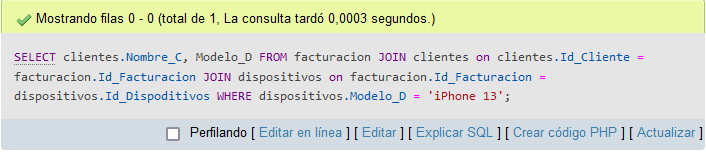 Mostrando filas 0 - 0 (total de 1, La consulta tardó 0,0003 segundos.)
SELECT clientes.Nombre_C, Modelo_D FROM facturacion JOIN clientes on clientes.Id_Cliente =
facturacion.Id_Facturacion JOIN dispositivos on facturacion.Id_Facturacion =
dispositivos.Id_Dispoditivos WHERE dispositivos.Modelo_D = 'iPhone 13';
Perfilando [ Editar en línea ] [ Editar ] [ Explicar SQL ] [ Crear código PHP ] [ Actualizar ]